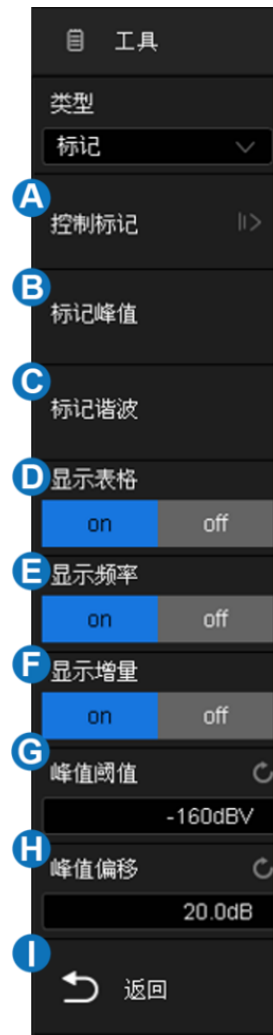 工具
类型
标记
A
控制标记
B
标记峰值
C
标记谐波
D
显示表格
on off
E
显示频率
on off
F
显示增量
on off
G
峰值阈值
-160dBV
H
峰值偏移
20.0dB
I
返回